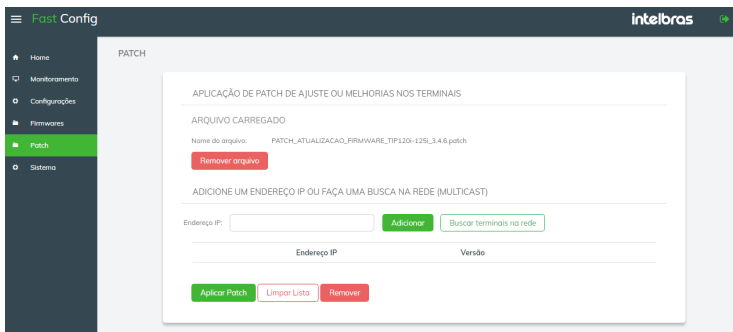 Fast Config
intelbras
Home
Monitoramento
Configurações
Firmwares
Patch
Sistema
PATCH
APLICAÇÃO DE PATCH DE AJUSTE OU MELHORIAS NOS TERMINAIS
ARQUIVO CARREGADO
Nome do arquivo: PATCH_ATUALIZACAO_FIRMWARE_TIP120i-125i_3.4.6.patch
Remover arquivo
ADICIONE UM ENDEREÇO IP OU FAÇA UMA BUSCA NA REDE (MULTICAST)
Endereço IP: Adicionar Buscar terminais na rede
Endereço IP Versão
Aplicar Patch Limpar Lista Remover